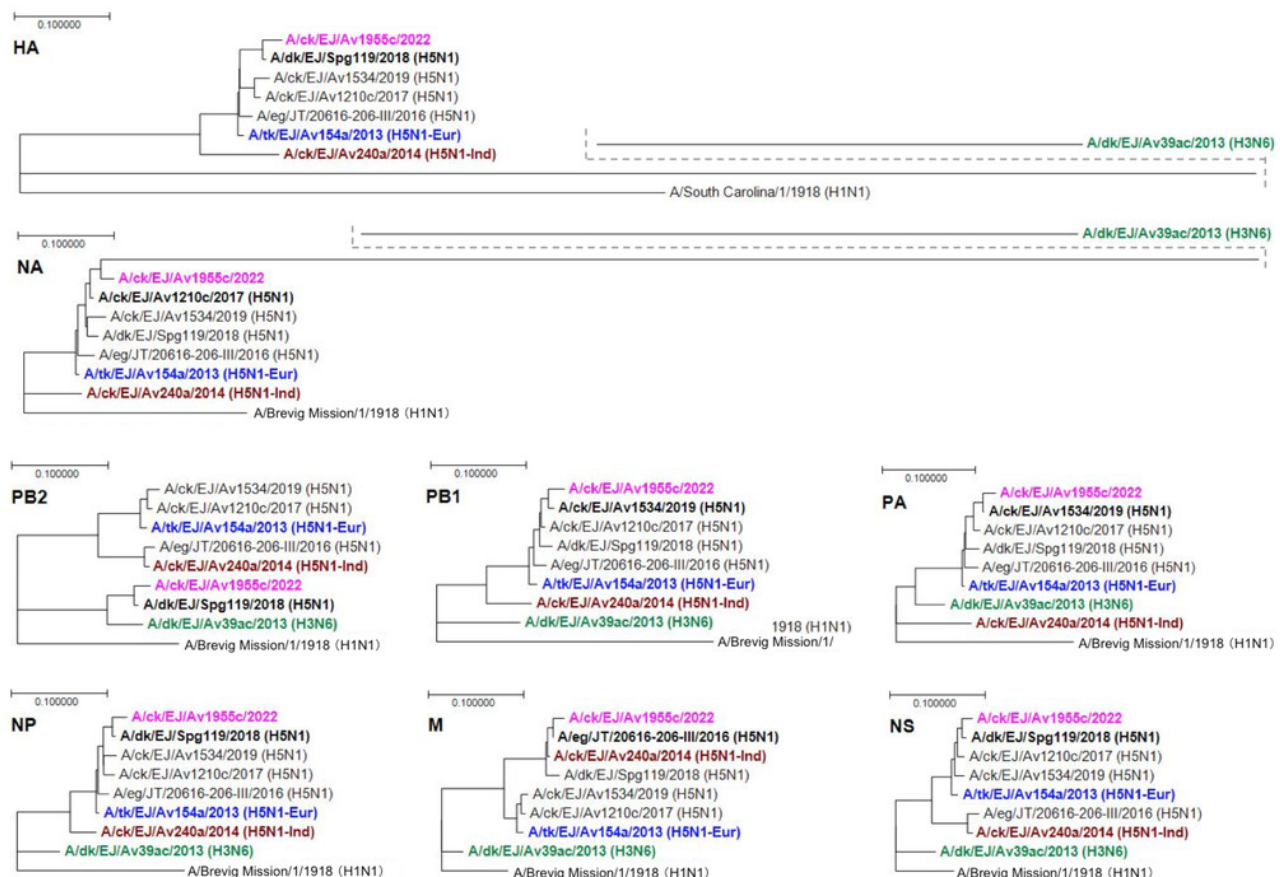 0.100000
HA
A/ck/EJ/Av1955c/2022
A/dk/EJ/Spg119/2018 (H5N1)
A/ck/EJ/Av1534/2019 (H5N1)
A/ck/EJ/Av1210c/2017 (H5N1)
A/eg/JT/20616-206-III/2016 (H5N1)
A/tk/EJ/Av154a/2013 (H5N1-Eur)
A/ck/EJ/Av240a/2014 (H5N1-Ind)
A/dk/EJ/Av39ac/2013 (H3N6)
A/South Carolina/1/1918 (H1N1)
0.100000
NA
A/dk/EJ/Av39ac/2013 (H3N6)
A/ck/EJ/Av1955c/2022
A/ck/EJ/Av1210c/2017 (H5N1)
A/ck/EJ/Av1534/2019 (H5N1)
A/dk/EJ/Spg119/2018 (H5N1)
A/eg/JT/20616-206-III/2016 (H5N1)
A/tk/EJ/Av154a/2013 (H5N1-Eur)
A/ck/EJ/Av240a/2014 (H5N1-Ind)
A/Brevig Mission/1/1918 (H1N1)
0.100000
PB2
A/ck/EJ/Av1534/2019 (H5N1)
A/ck/EJ/Av1210c/2017 (H5N1)
A/tk/EJ/Av154a/2013 (H5N1-Eur)
A/eg/JT/20616-206-III/2016 (H5N1)
A/ck/EJ/Av240a/2014 (H5N1-Ind)
A/ck/EJ/Av1955c/2022
A/dk/EJ/Spg119/2018 (H5N1)
A/dk/EJ/Av39ac/2013 (H3N6)
A/Brevig Mission/1/1918 (H1N1)
0.100000
PB1
A/ck/EJ/Av1955c/2022
A/ck/EJ/Av1534/2019 (H5N1)
A/ck/EJ/Av1210c/2017 (H5N1)
A/dk/EJ/Spg119/2018 (H5N1)
A/eg/JT/20616-206-III/2016 (H5N1)
A/tk/EJ/Av154a/2013 (H5N1-Eur)
A/ck/EJ/Av240a/2014 (H5N1-Ind)
A/dk/EJ/Av39ac/2013 (H3N6)
1918 (H1N1)
A/Brevig Mission/1/
0.100000
PA
A/ck/EJ/Av1955c/2022
A/ck/EJ/Av1534/2019 (H5N1)
A/ck/EJ/Av1210c/2017 (H5N1)
A/dk/EJ/Spg119/2018 (H5N1)
A/eg/JT/20616-206-III/2016 (H5N1)
A/tk/EJ/Av154a/2013 (H5N1-Eur)
A/dk/EJ/Av39ac/2013 (H3N6)
A/ck/EJ/Av240a/2014 (H5N1-Ind)
A/Brevig Mission/1/1918 (H1N1)
0.100000
NP
A/ck/EJ/Av1955c/2022
A/dk/EJ/Spg119/2018 (H5N1)
A/ck/EJ/Av1534/2019 (H5N1)
A/ck/EJ/Av1210c/2017 (H5N1)
A/eg/JT/20616-206-III/2016 (H5N1)
A/tk/EJ/Av154a/2013 (H5N1-Eur)
A/ck/EJ/Av240a/2014 (H5N1-Ind)
A/dk/EJ/Av39ac/2013 (H3N6)
A/Brevig Mission/1/1918 (H1N1)
0.100000
M
A/ck/EJ/Av1955c/2022
A/eg/JT/20616-206-III/2016 (H5N1)
A/ck/EJ/Av240a/2014 (H5N1-Ind)
A/dk/EJ/Spg119/2018 (H5N1)
A/ck/EJ/Av1534/2019 (H5N1)
A/ck/EJ/Av1210c/2017 (H5N1)
A/tk/EJ/Av154a/2013 (H5N1-Eur)
A/dk/EJ/Av39ac/2013 (H3N6)
A/Brevig Mission/1/1918 (H1N1)
0.100000
NS
A/ck/EJ/Av1955c/2022
A/dk/EJ/Spg119/2018 (H5N1)
A/ck/EJ/Av1210c/2017 (H5N1)
A/ck/EJ/Av1534/2019 (H5N1)
A/tk/EJ/Av154a/2013 (H5N1-Eur)
A/eg/JT/20616-206-III/2016 (H5N1)
A/ck/EJ/Av240a/2014 (H5N1-Ind)
A/dk/EJ/Av39ac/2013 (H3N6)
A/Brevig Mission/1/1918 (H1N1)